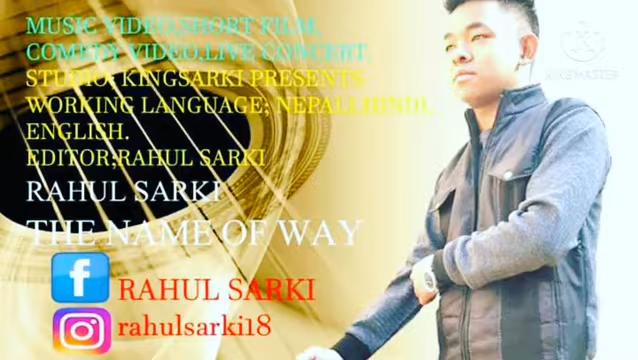 MUSIC VIDEO,SHORT FILM,
COMEDY VIDEO,LIVE CONCERT.
STUDIO: KINGSARKI PRESENTS
WORKING LANGUAGE; NEPALI,HINDI,
ENGLISH.
EDITOR;RAHUL SARKI
RAHUL SARKI
THE NAME OF WAY
RAHUL SARKI
rahulsarki18
KINEMASTER